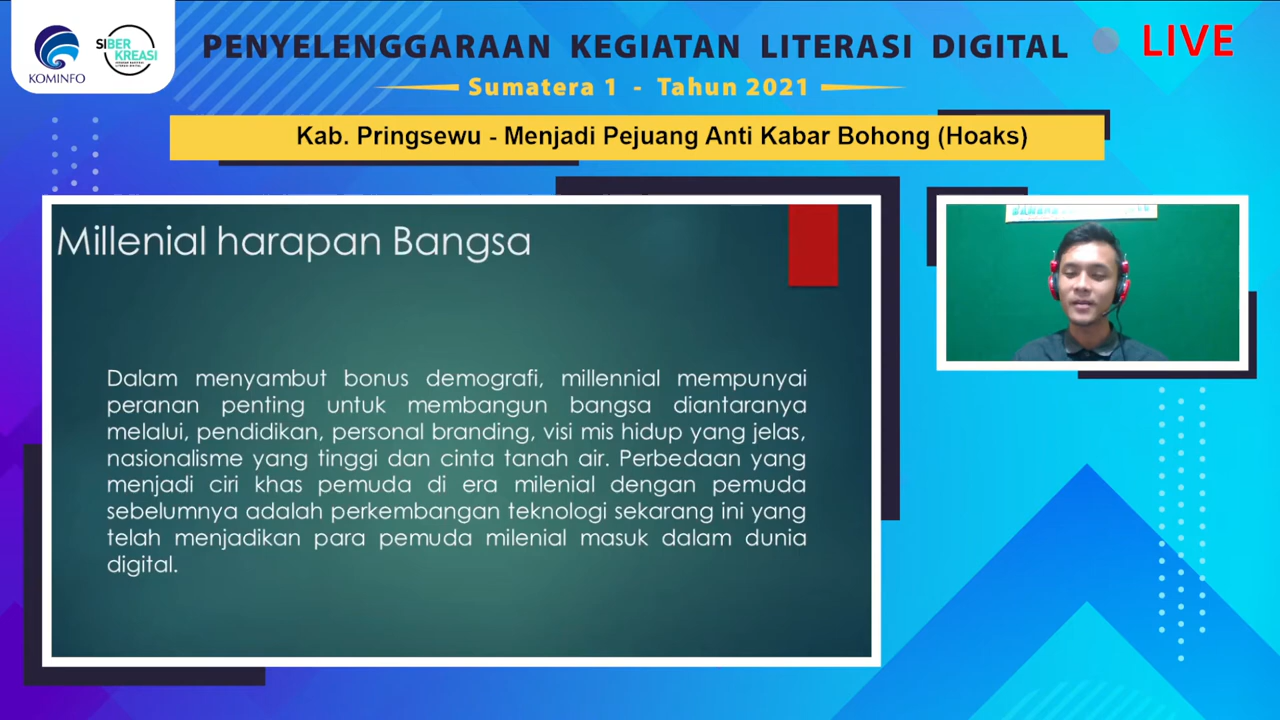 KOMINFO
SIBER
KREASI
PENYELENGGARAAN KEGIATAN LITERASI DIGITAL
LIVE
Sumatera 1 - Tahun 2021
Kab. Pringsewu - Menjadi Pejuang Anti Kabar Bohong (Hoaks)
Millenial harapan Bangsa
Dalam menyambut bonus demografi, millennial mempunyai
peranan penting untuk membangun bangsa diantaranya
melalui, pendidikan, personal branding, visi mis hidup yang jelas,
nasionalisme yang tinggi dan cinta tanah air. Perbedaan yang
menjadi ciri khas pemuda di era milenial dengan pemuda
sebelumnya adalah perkembangan teknologi sekarang ini yang
telah menjadikan para pemuda milenial masuk dalam dunia
digital.